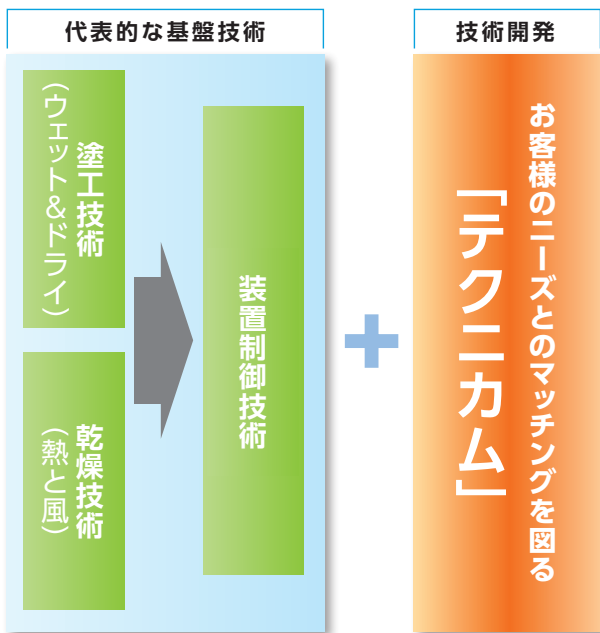 代表的な基盤技術
塗工技術
（ウェット＆ドライ）
乾燥技術
（熱と風）
装置制御技術
+
技術開発
お客様のニーズとのマッチングを図る
「テクニカム」